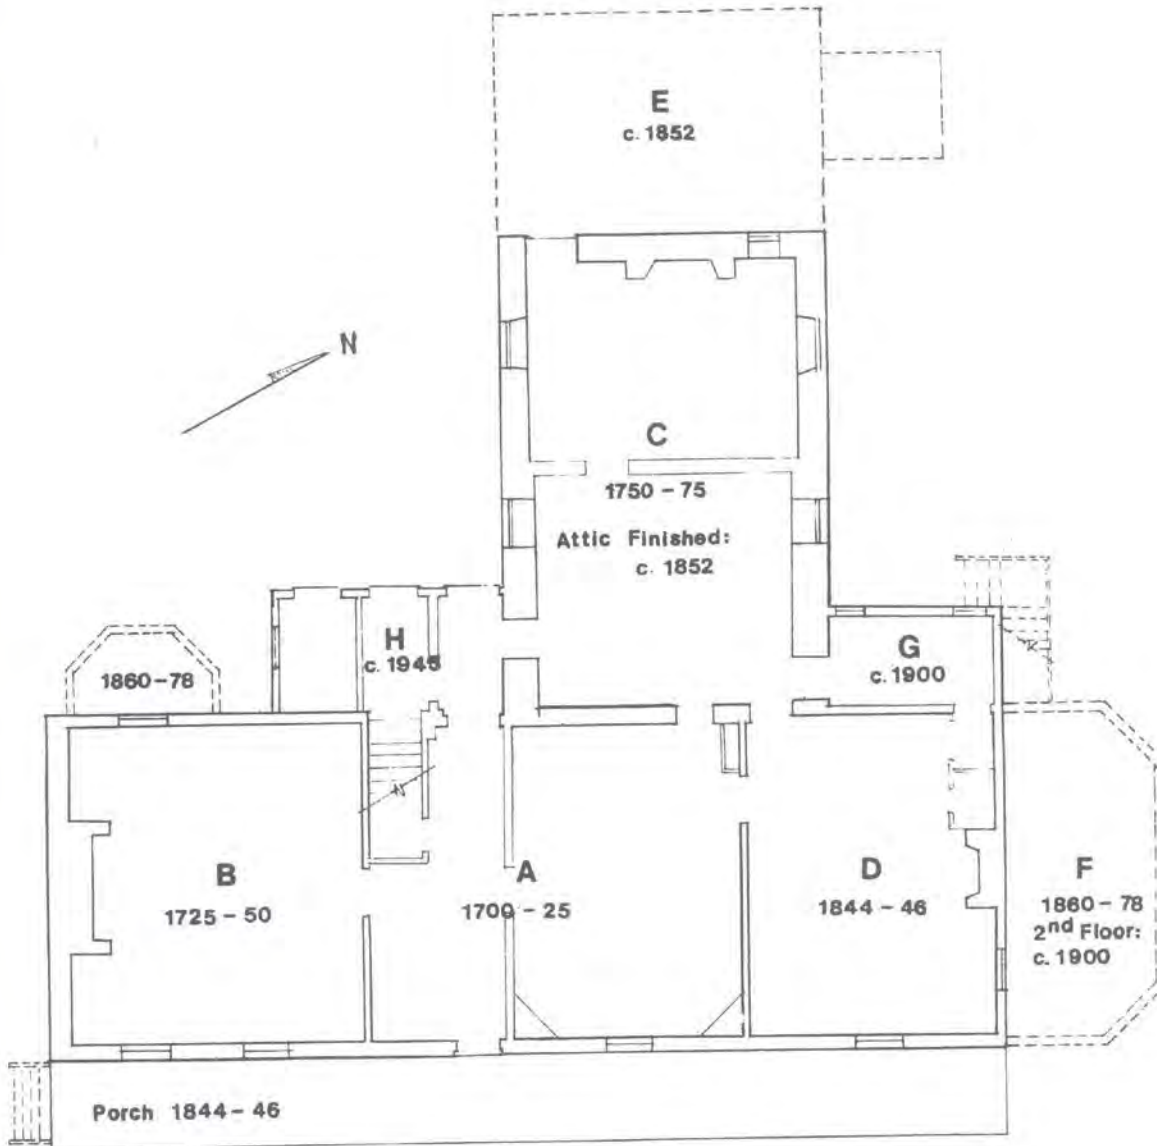 E
c. 1852
N
C
1750 - 75
Attic Finished:
c. 1852
H
c. 1945
G
c. 1900
1860-78
B
1725 - 50
A
1700 - 25
D
1844 - 46
F
1860 - 78
2nd Floor:
c. 1900
Porch 1844 - 46